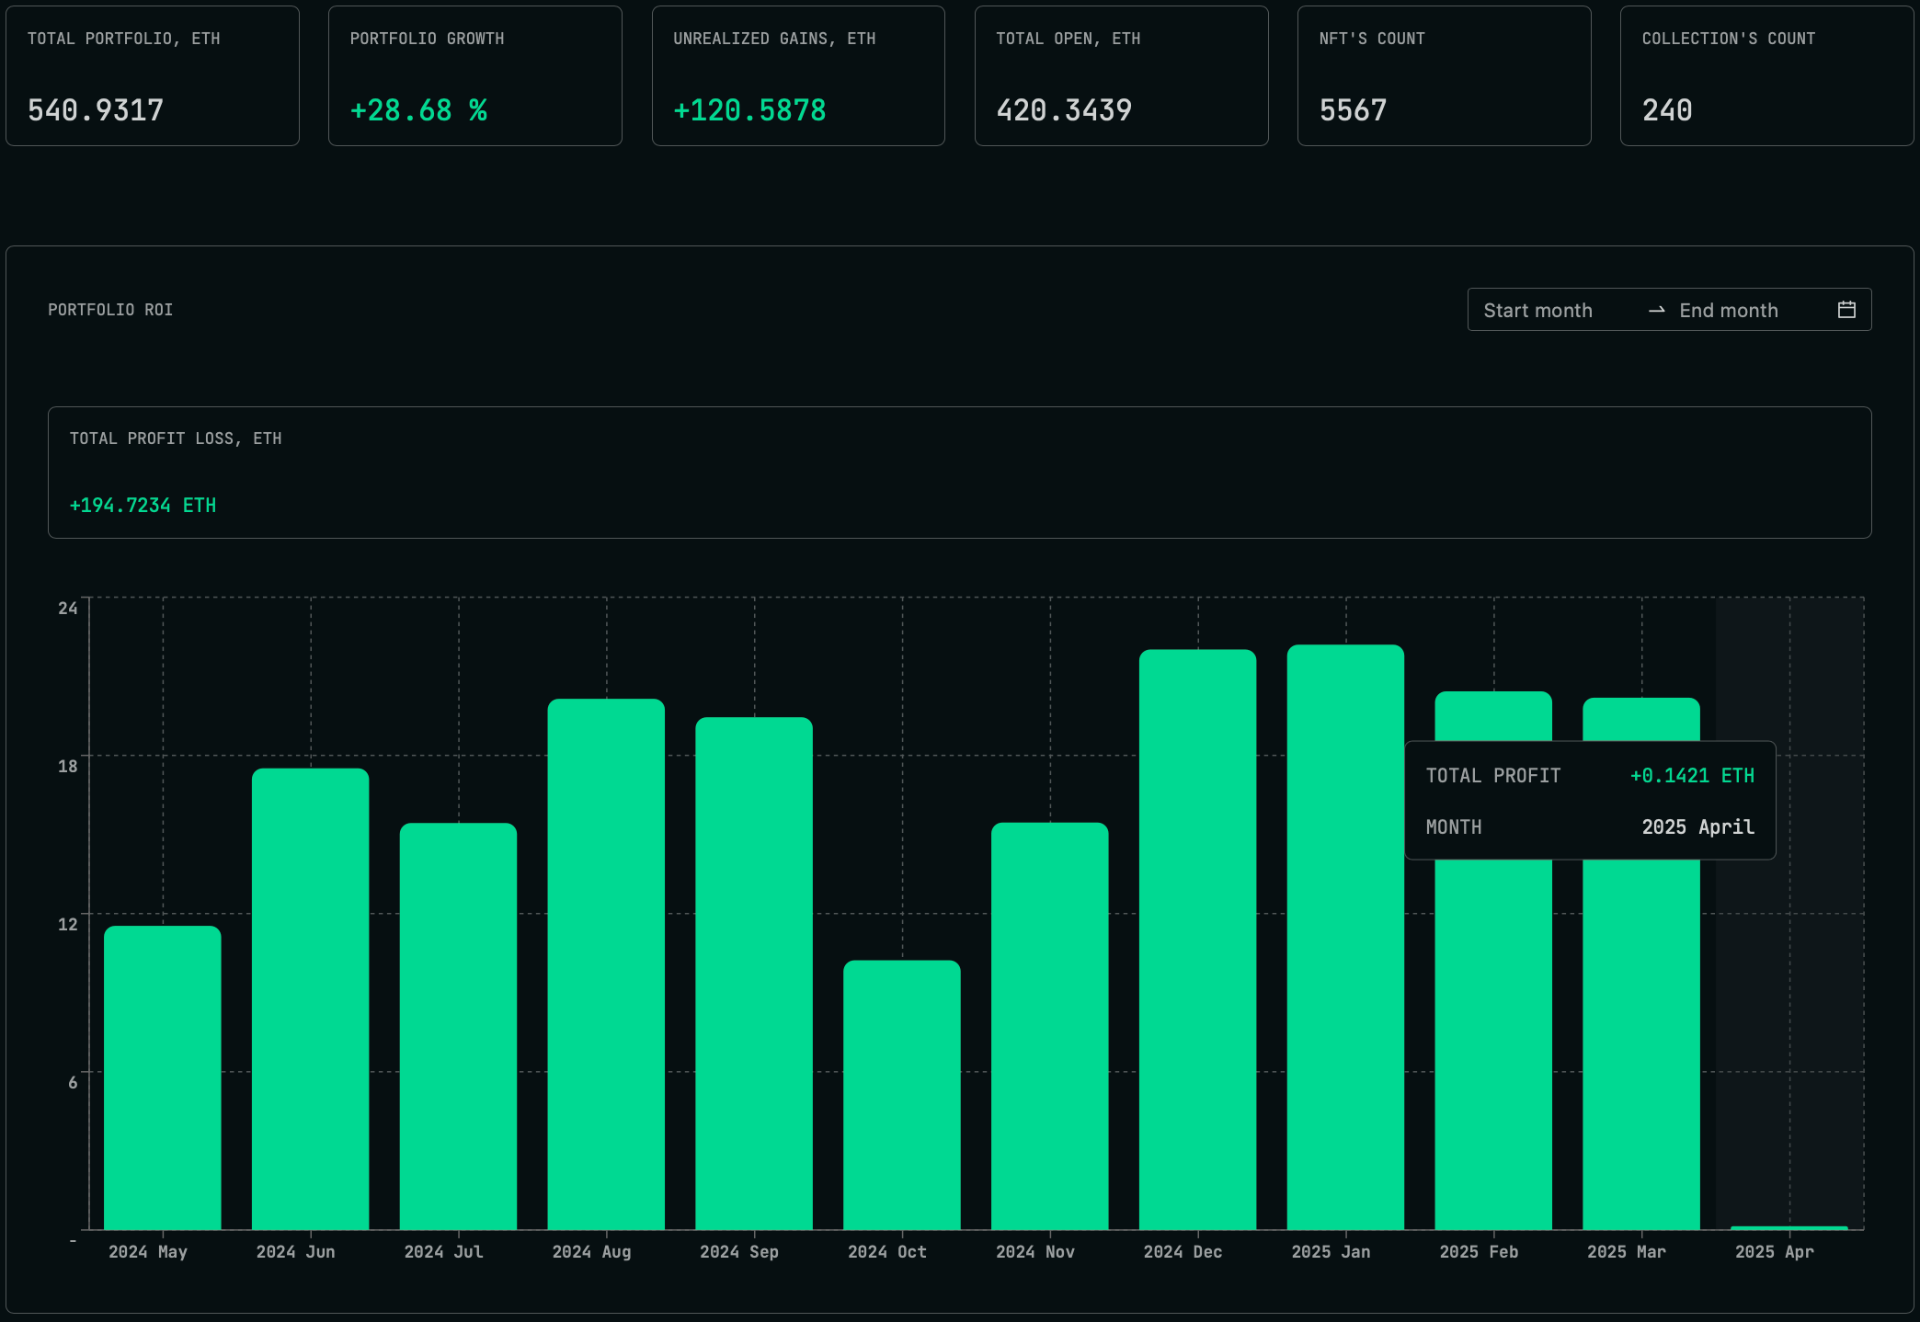 TOTAL PORTFOLIO, ETH
540.9317
PORTFOLIO GROWTH
+28.68 %
UNREALIZED GAINS, ETH
+120.5878
TOTAL OPEN, ETH
420.3439
NFT'S COUNT
5567
COLLECTION'S COUNT
240
PORTFOLIO ROI
Start month → End month
TOTAL PROFIT LOSS, ETH
+194.7234 ETH
24
18
12
6
-
TOTAL PROFIT +0.1421 ETH
MONTH 2025 April
2024 May 2024 Jun 2024 Jul 2024 Aug 2024 Sep 2024 Oct 2024 Nov 2024 Dec 2025 Jan 2025 Feb 2025 Mar 2025 Apr